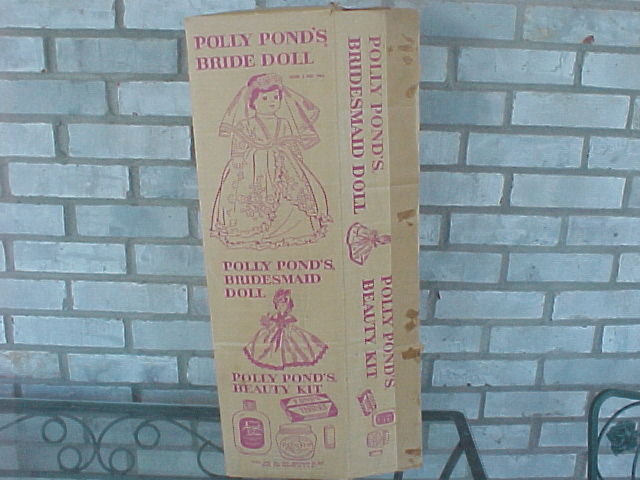 POLLY POND'S
BRIDE DOLL
POLLY POND'S,
BRIDESMAID
DOLL
POLLY POND'S,
BEAUTY KIT
POLLY POND'S
BRIDESMAID DOLL
POLLY POND'S
BEAUTY KIT